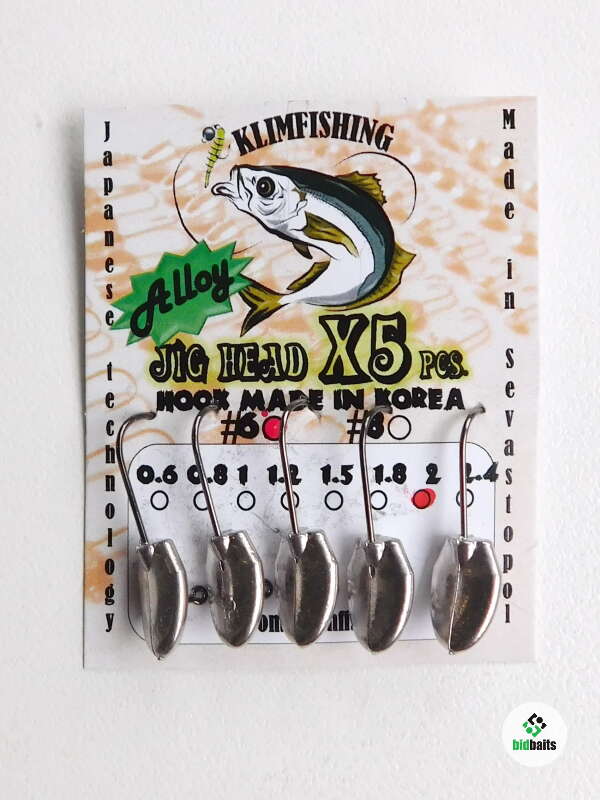 KLIMFISHING
Japanese technology
Made in Sevastopol
Alloy
JIG HEAD X5 PCS.
HOOK MADE IN KOREA
#6 #8
0.6 0.8 1 1.2 1.5 1.8 2 2.4
bidbaits